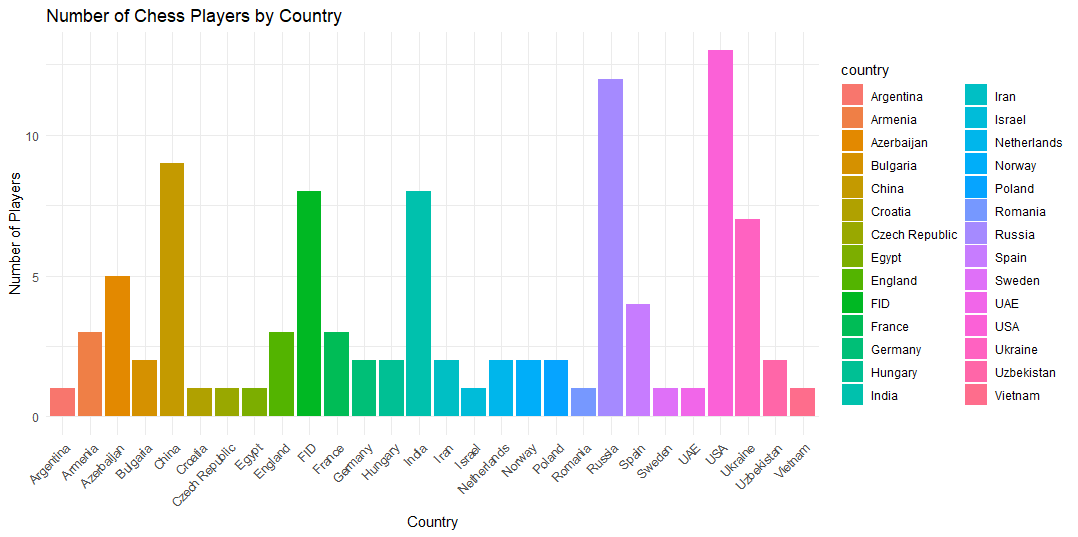 Number of Chess Players by Country
Number of Players
10
5
0
Argentina
Armenia
Azerbaijan
Bulgaria
China
Croatia
Czech Republic
Egypt
England
FID
France
Germany
Hungary
India
Iran
Israel
Netherlands
Norway
Poland
Romania
Russia
Spain
Sweden
UAE
USA
Ukraine
Uzbekistan
Vietnam
Country
country
Argentina
Armenia
Azerbaijan
Bulgaria
China
Croatia
Czech Republic
Egypt
England
FID
France
Germany
Hungary
India
Iran
Israel
Netherlands
Norway
Poland
Romania
Russia
Spain
Sweden
UAE
USA
Ukraine
Uzbekistan
Vietnam